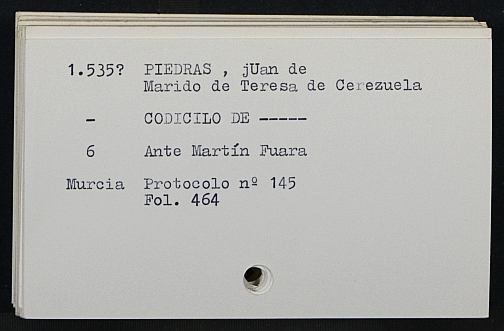 1.535? PIEDRAS , jUan de
Marido de Teresa de Cerezuela
- CODICILO DE -----
6 Ante Martín Fuara
Murcia Protocolo nº 145
Fol. 464